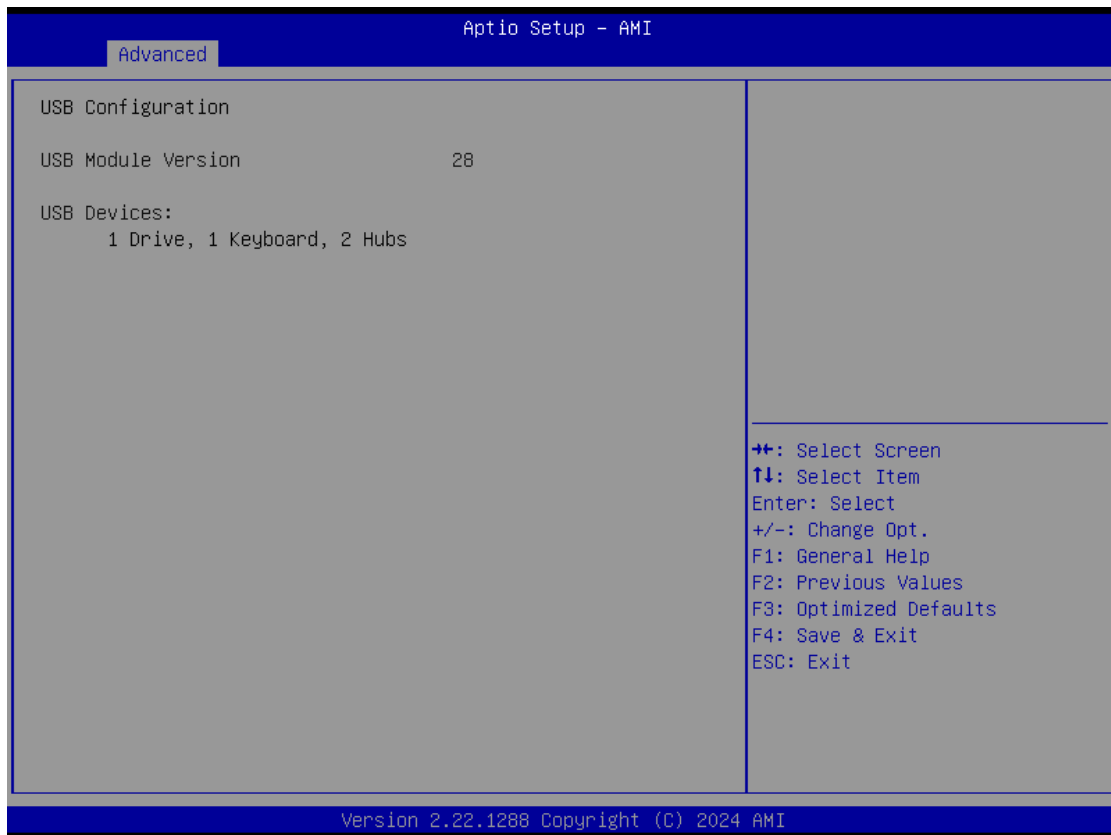 Aptio Setup – AMI
Advanced
USB Configuration
USB Module Version 28
USB Devices:
1 Drive, 1 Keyboard, 2 Hubs
→←: Select Screen
↑↓: Select Item
Enter: Select
+/-: Change Opt.
F1: General Help
F2: Previous Values
F3: Optimized Defaults
F4: Save & Exit
ESC: Exit
Version 2.22.1288 Copyright (C) 2024 AMI